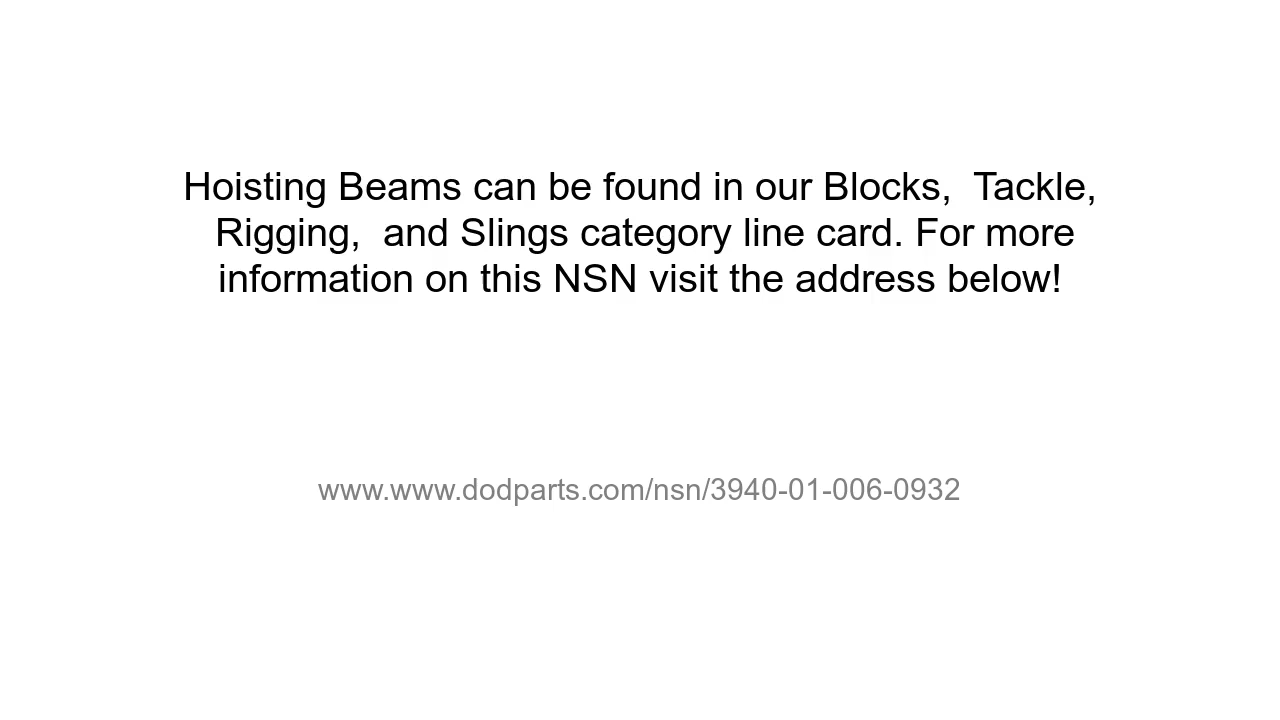 Hoisting Beams can be found in our Blocks,  Tackle,
Rigging,  and Slings category line card. For more
information on this NSN visit the address below!
www.www.dodparts.com/nsn/3940-01-006-0932